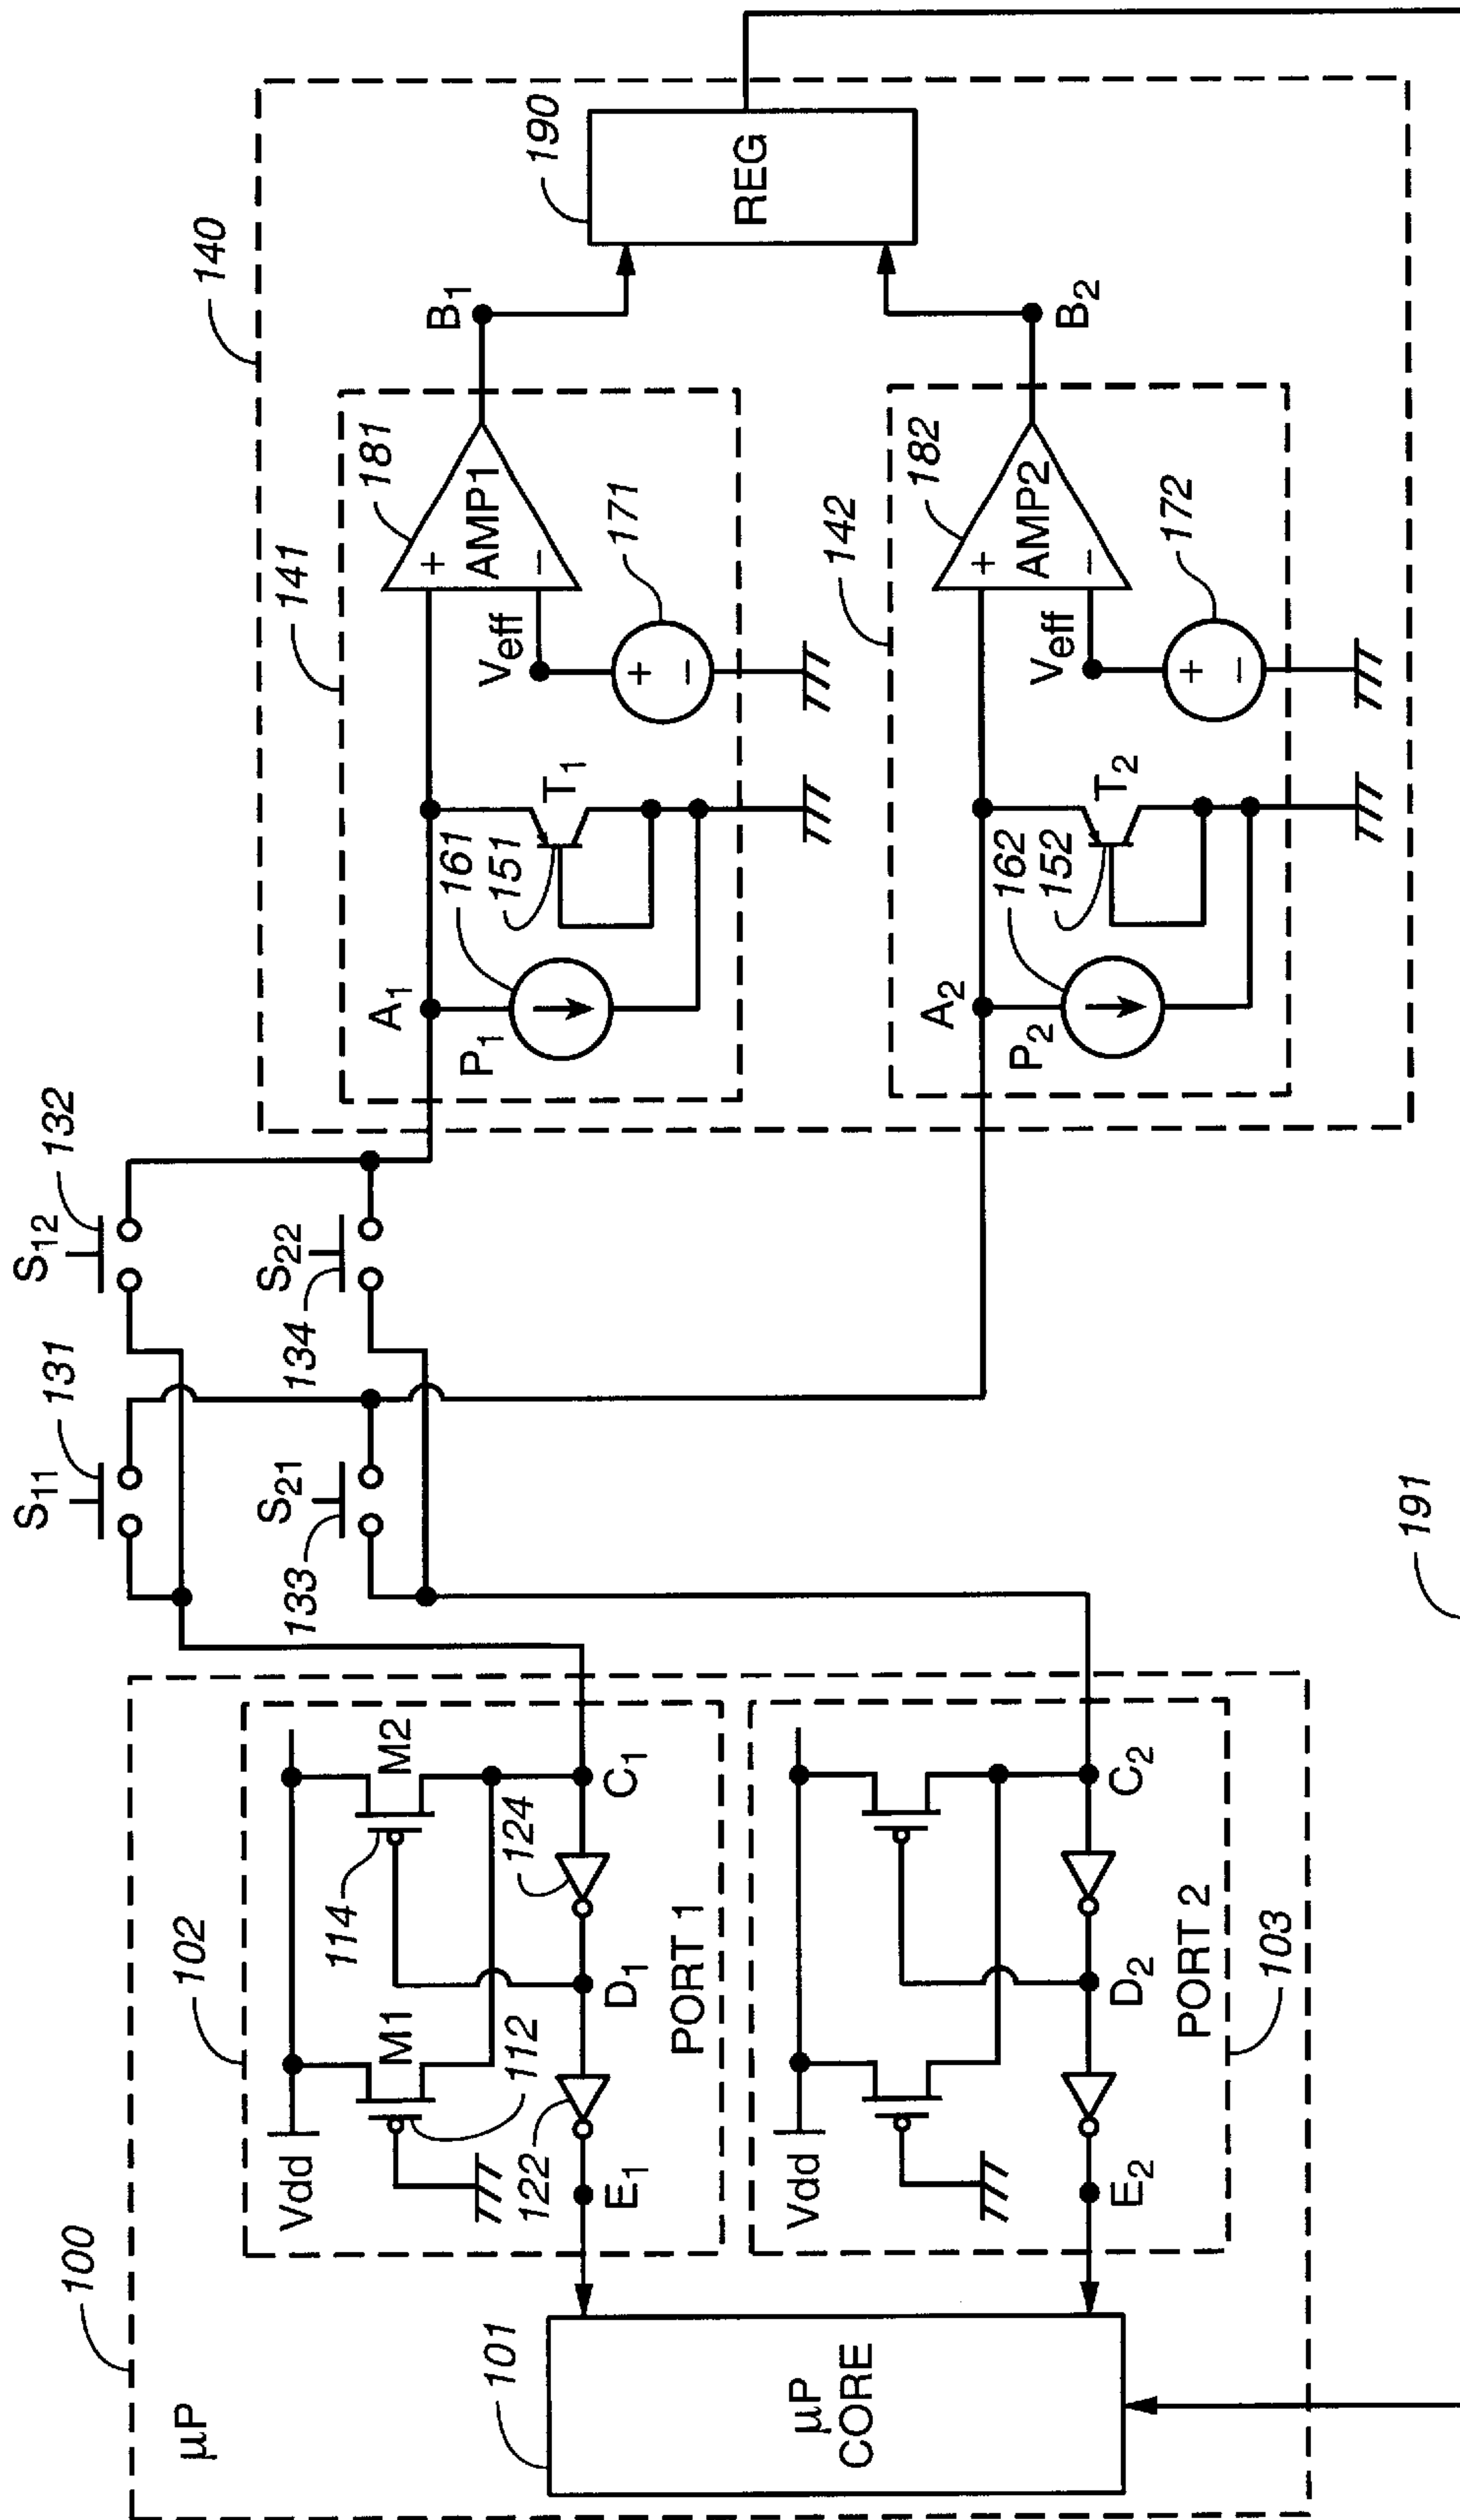 100
µP
101
µP
CORE
102
Vdd
M1
112
114
M2
122
124
E1
D1
C1
PORT 1
Vdd
E2
D2
C2
PORT 2
103
S11
131
S12
132
S21
133
S22
134
191
140
141
A1
P1
161
151
T1
Veff
171
+
−
+
AMP1
−
181
B1
142
A2
P2
162
152
T2
Veff
172
+
−
+
AMP2
−
182
B2
190
REG